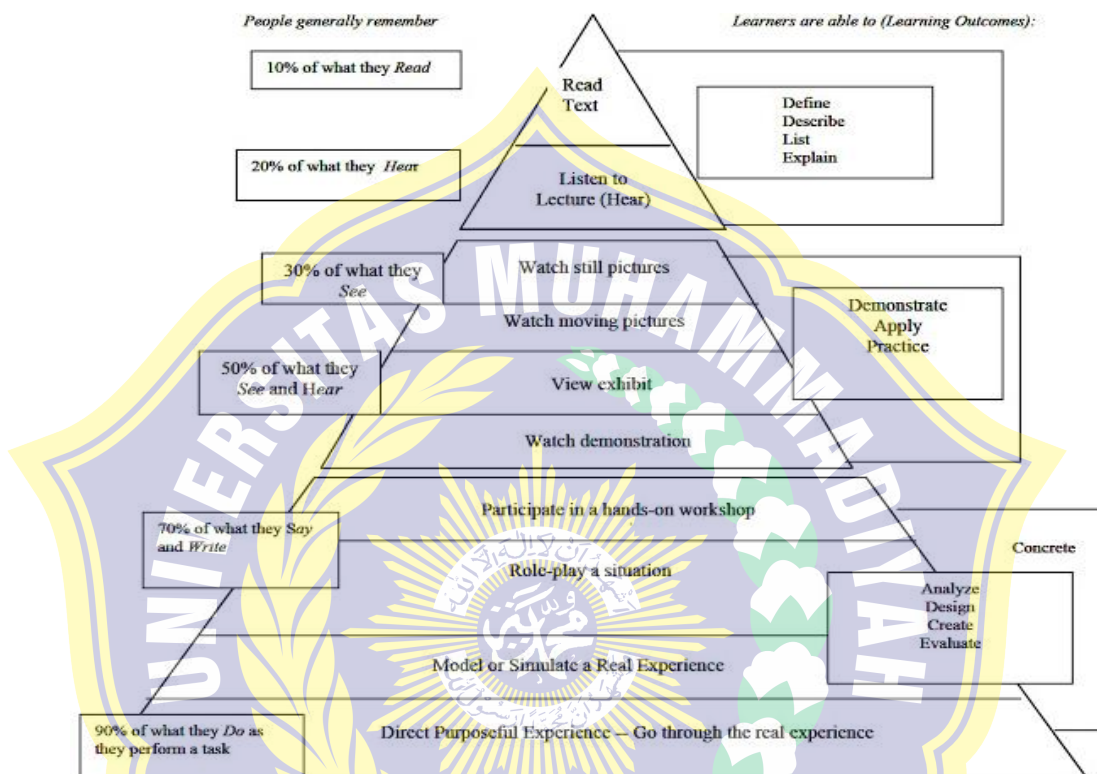 People generally remember
Learners are able to (Learning Outcomes):
10% of what they Read
Read
Text
Define
Describe
List
Explain
20% of what they Hear
Listen to
Lecture (Hear)
30% of what they
See
Watch still pictures
Watch moving pictures
Demonstrate
Apply
Practice
50% of what they
See and Hear
View exhibit
Watch demonstration
70% of what they Say
and Write
Participate in a hands-on workshop
Role-play a situation
Concrete
Analyze
Design
Create
Evaluate
Model or Simulate a Real Experience
90% of what they Do as
they perform a task
Direct Purposeful Experience – Go through the real experience
UNIVERSITAS MUHAMMADIYAH